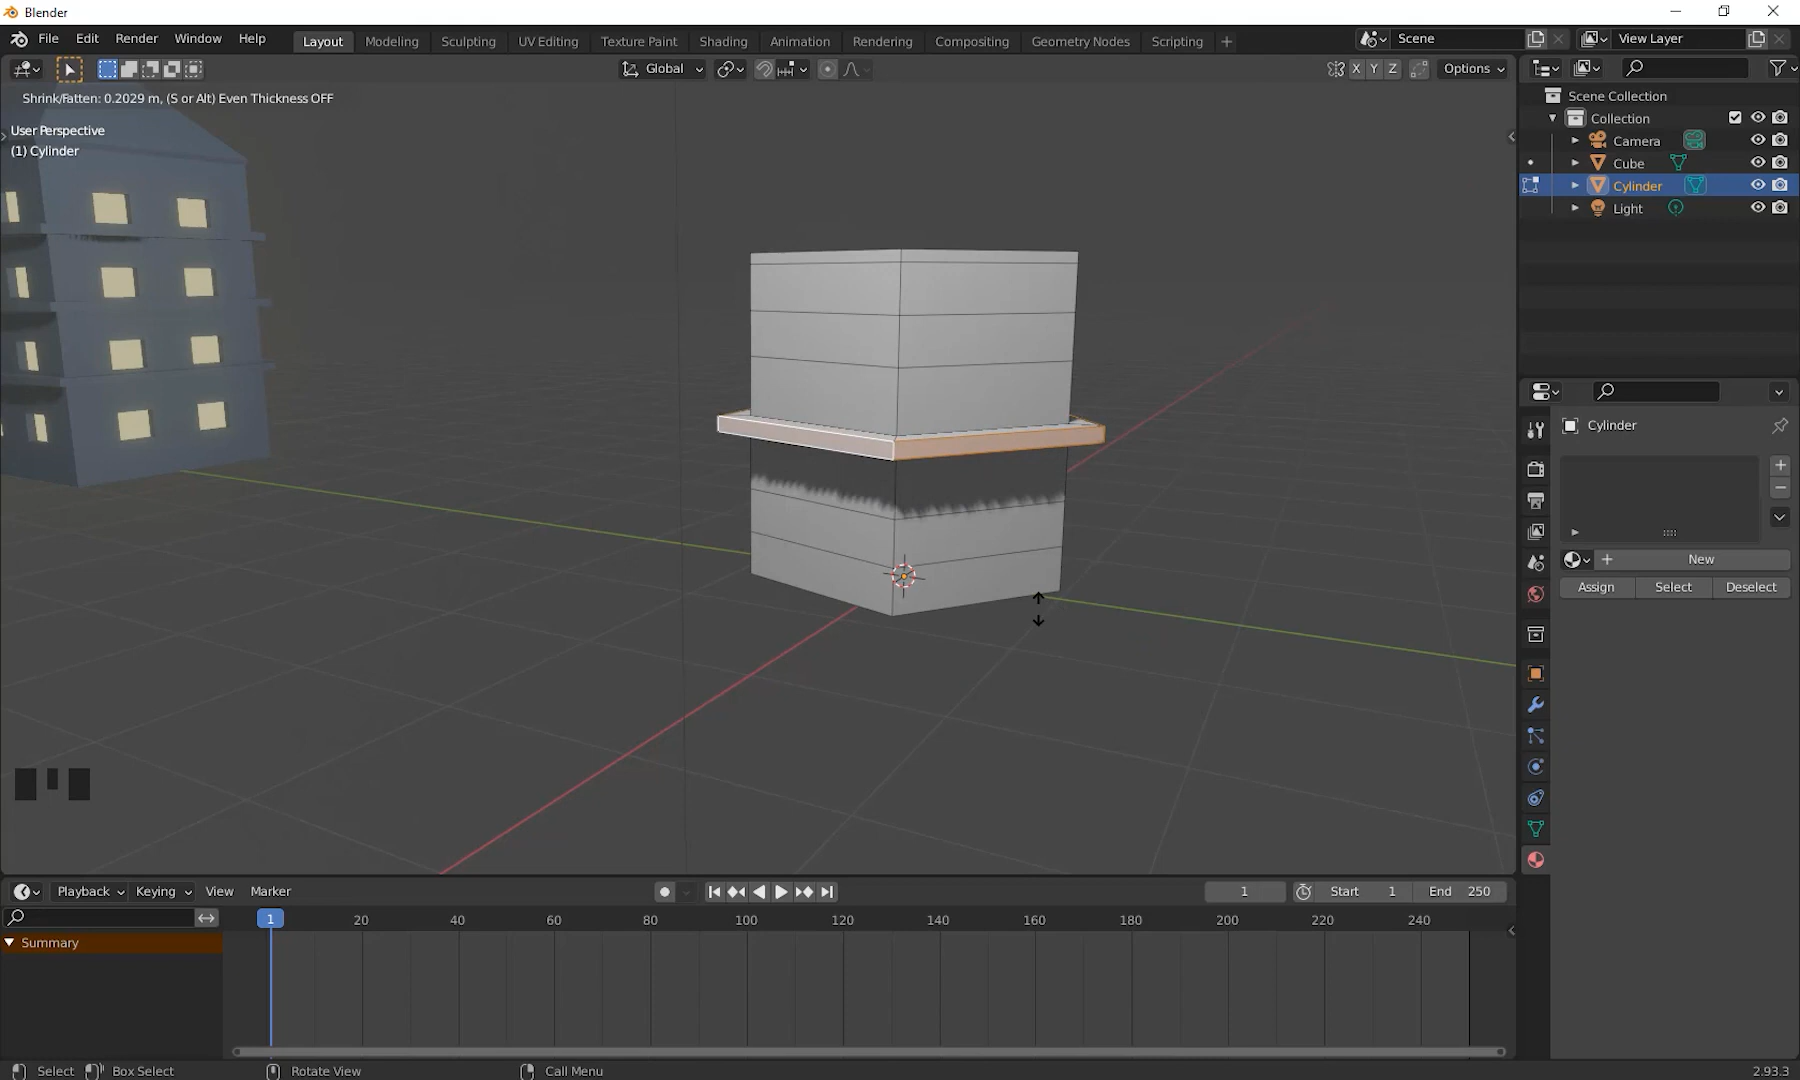 Blender
File Edit Render Window Help Layout Modeling Sculpting UV Editing Texture Paint Shading Animation Rendering Compositing Geometry Nodes Scripting + Scene View Layer
Global X Y Z Options
Shrink/Fatten: 0.2029 m, (S or Alt) Even Thickness OFF
User Perspective
(1) Cylinder
Scene Collection
Collection
Camera
Cube
Cylinder
Light
Cylinder
+ New
Assign Select Deselect
Playback Keying View Marker 1 Start 1 End 250
1 20 40 60 80 100 120 140 160 180 200 220 240
Summary
Select Box Select Rotate View Call Menu 2.93.3